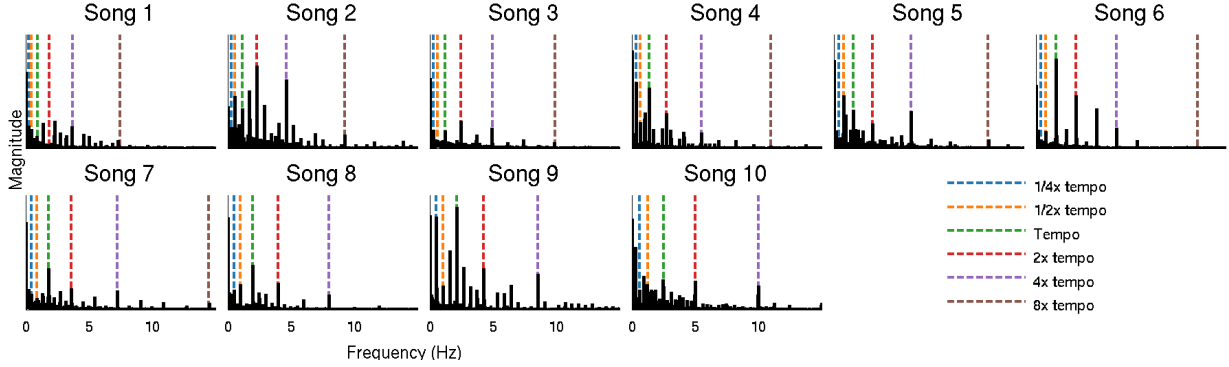 Song 1 Song 2 Song 3 Song 4 Song 5 Song 6
Magnitude
Song 7 Song 8 Song 9 Song 10
1/4x tempo
1/2x tempo
Tempo
2x tempo
4x tempo
8x tempo
0 5 10 0 5 10 0 5 10 0 5 10
Frequency (Hz)